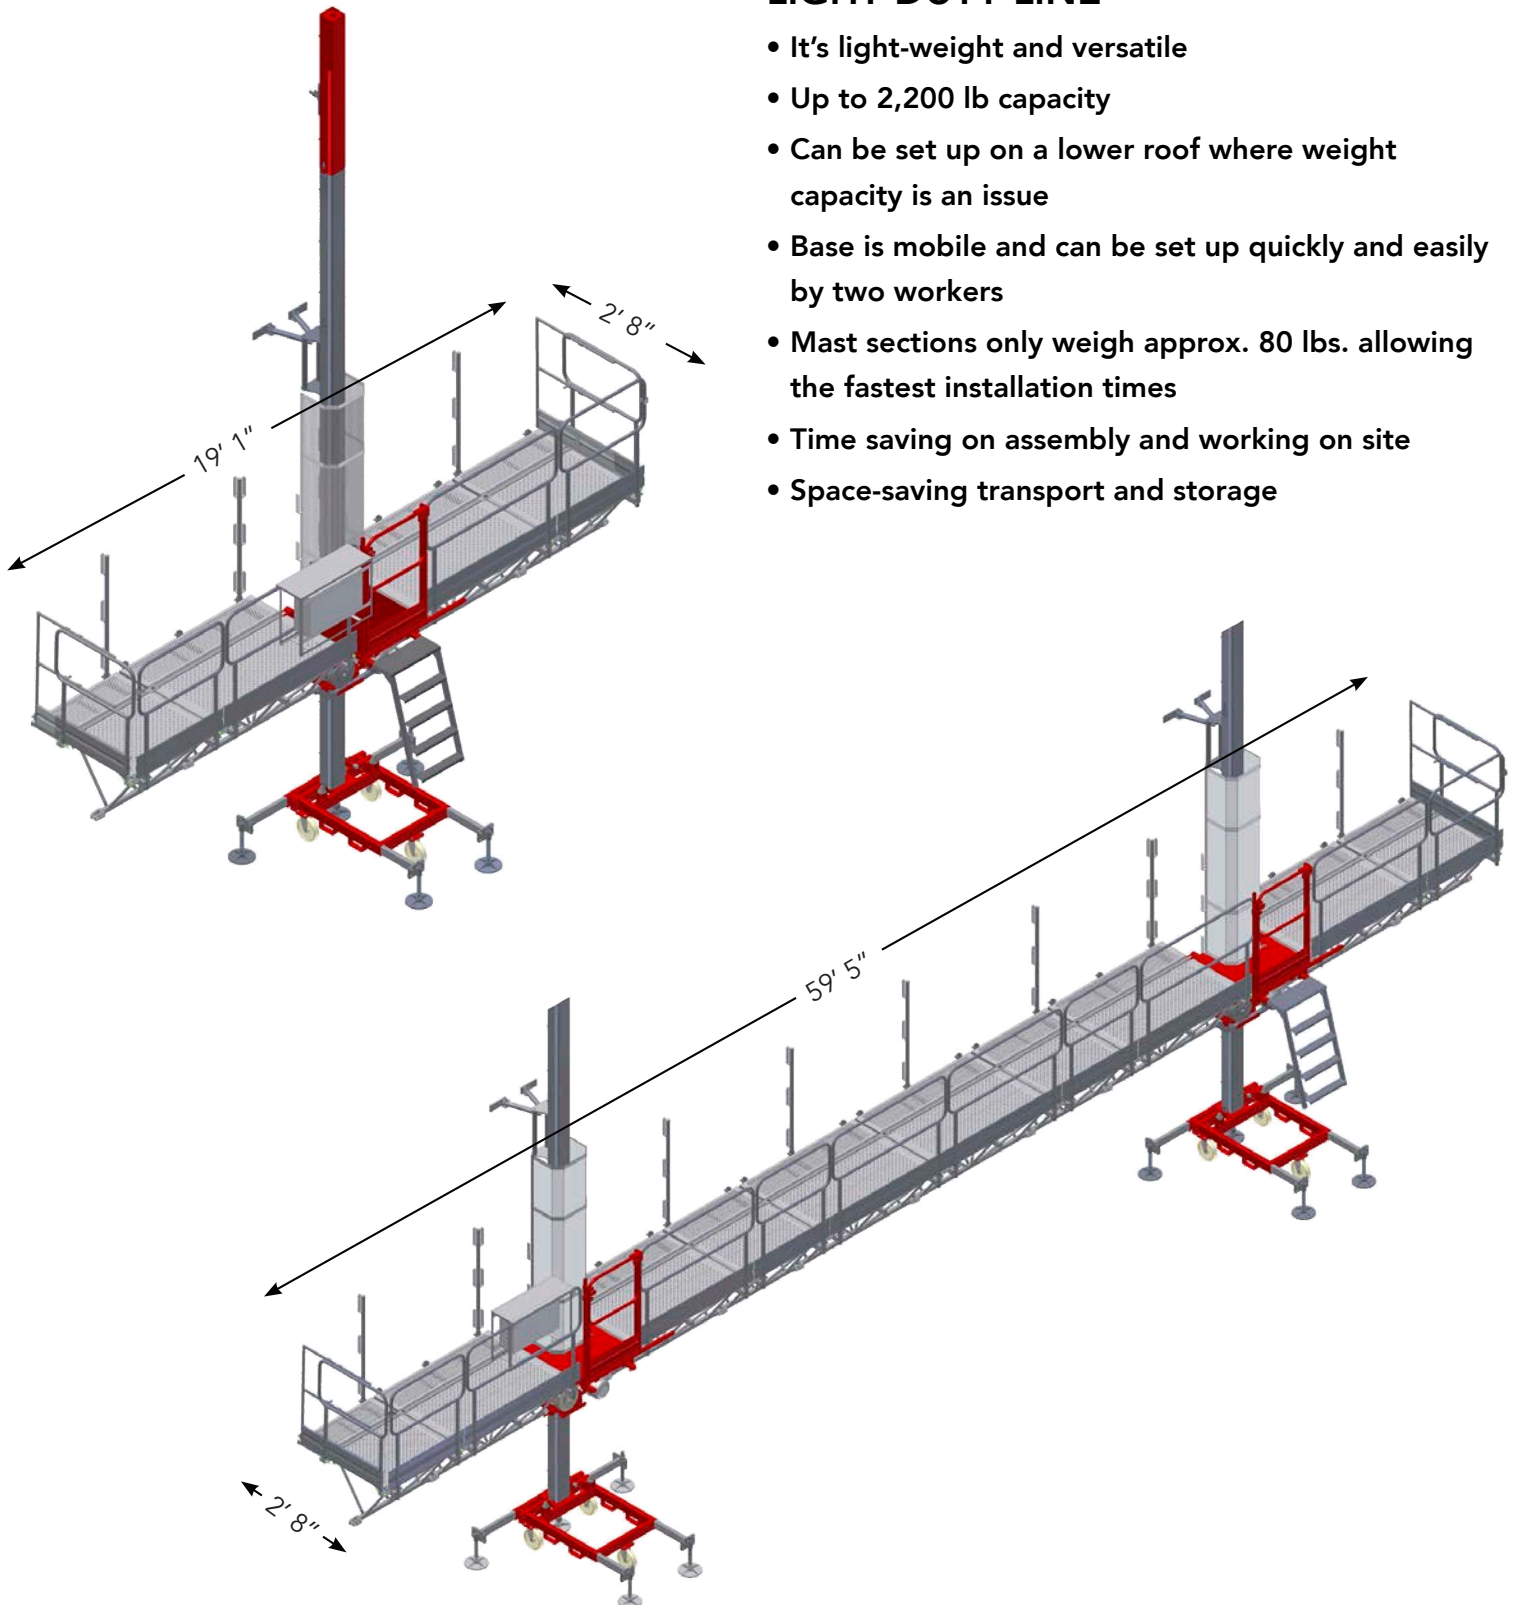 LIGHT DUTY LINE
• It’s light-weight and versatile
• Up to 2,200 lb capacity
• Can be set up on a lower roof where weight
capacity is an issue
• Base is mobile and can be set up quickly and easily
by two workers
• Mast sections only weigh approx. 80 lbs. allowing
the fastest installation times
• Time saving on assembly and working on site
• Space-saving transport and storage
2’ 8”
19’ 1”
59’ 5”
2’ 8”